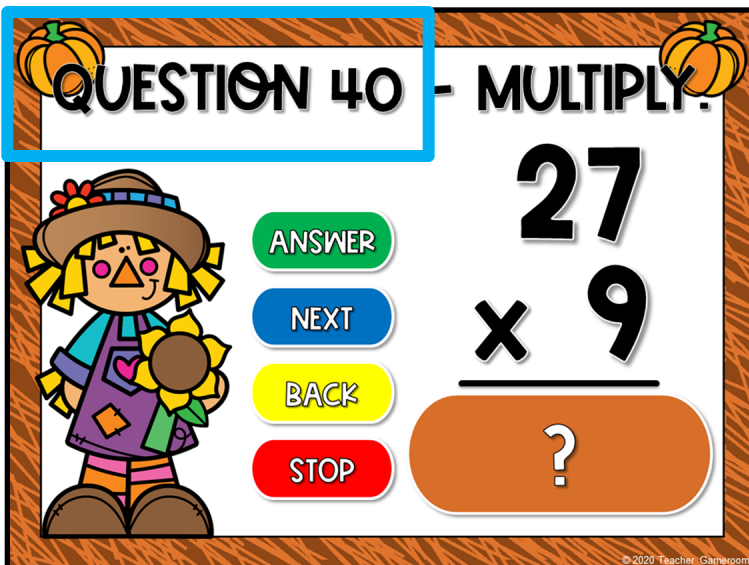 QUESTION 40 - MULTIPLY.
27
x 9
ANSWER
NEXT
BACK
STOP
?
© 2020 Teacher Gameroom